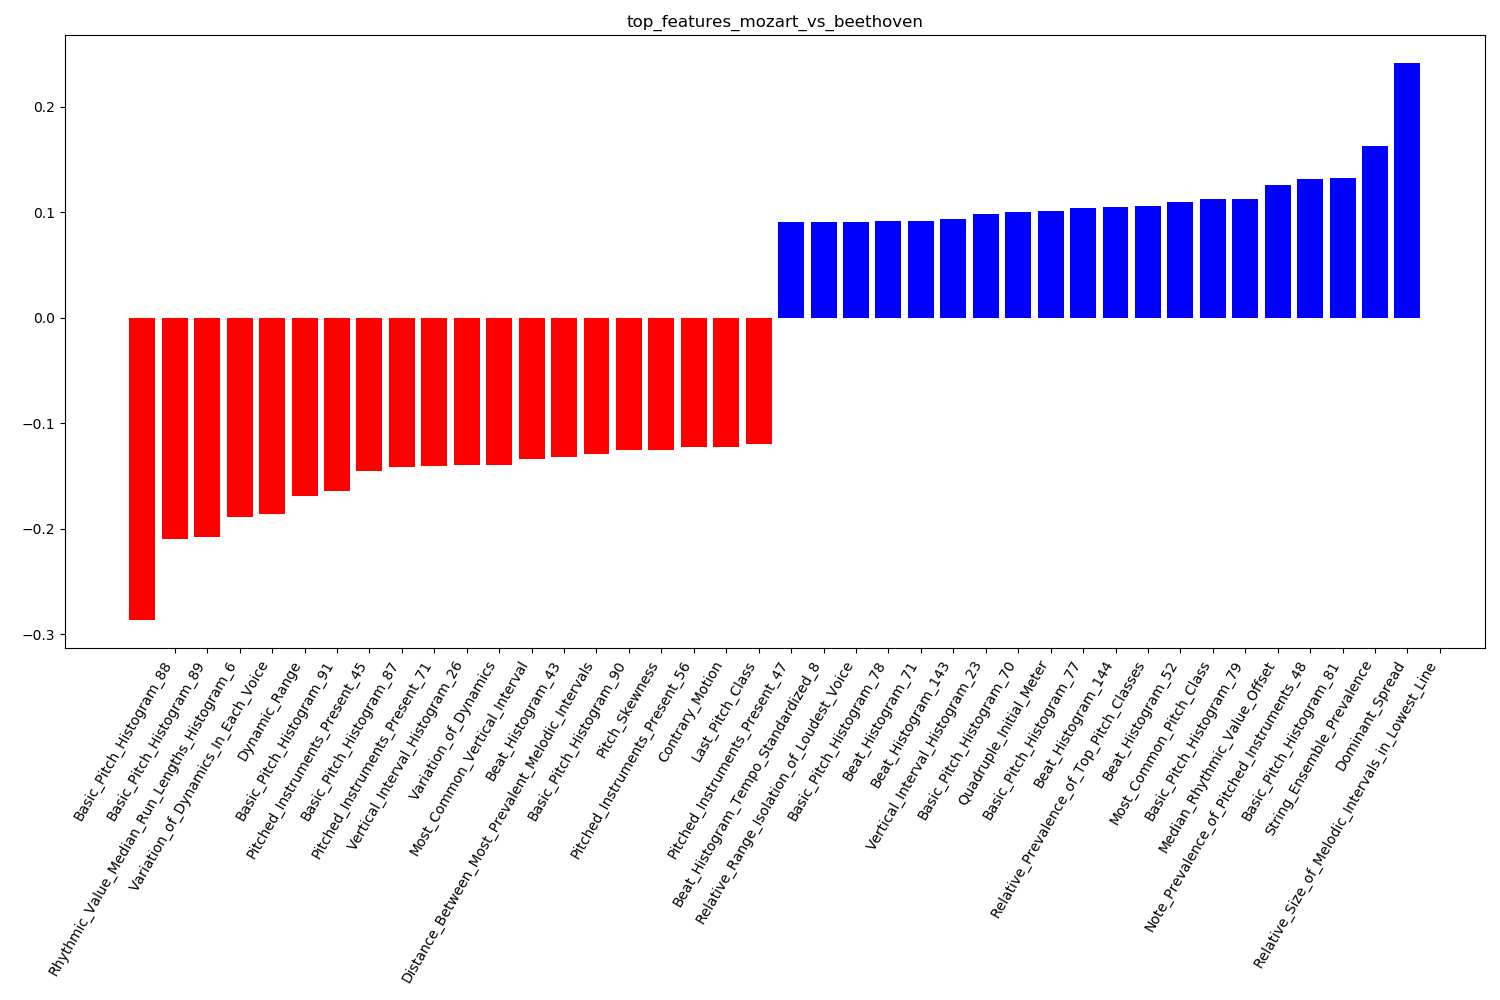 top_features_mozart_vs_beethoven
0.2
0.1
0.0
−0.1
−0.2
−0.3
Basic_Pitch_Histogram_88
Basic_Pitch_Histogram_89
Rhythmic_Value_Median_Run_Lengths_Histogram_6
Variation_of_Dynamics_In_Each_Voice
Dynamic_Range
Basic_Pitch_Histogram_91
Pitched_Instruments_Present_45
Basic_Pitch_Histogram_87
Pitched_Instruments_Present_71
Vertical_Interval_Histogram_26
Variation_of_Dynamics
Most_Common_Vertical_Interval
Beat_Histogram_43
Distance_Between_Most_Prevalent_Melodic_Intervals
Basic_Pitch_Histogram_90
Pitch_Skewness
Pitched_Instruments_Present_56
Contrary_Motion
Last_Pitch_Class
Pitched_Instruments_Present_47
Beat_Histogram_Tempo_Standardized_8
Relative_Range_Isolation_of_Loudest_Voice
Basic_Pitch_Histogram_78
Beat_Histogram_71
Beat_Histogram_143
Vertical_Interval_Histogram_23
Basic_Pitch_Histogram_70
Quadruple_Initial_Meter
Basic_Pitch_Histogram_77
Beat_Histogram_144
Relative_Prevalence_of_Top_Pitch_Classes
Beat_Histogram_52
Most_Common_Pitch_Class
Basic_Pitch_Histogram_79
Median_Rhythmic_Value_Offset
Note_Prevalence_of_Pitched_Instruments_48
Basic_Pitch_Histogram_81
String_Ensemble_Prevalence
Dominant_Spread
Relative_Size_of_Melodic_Intervals_in_Lowest_Line